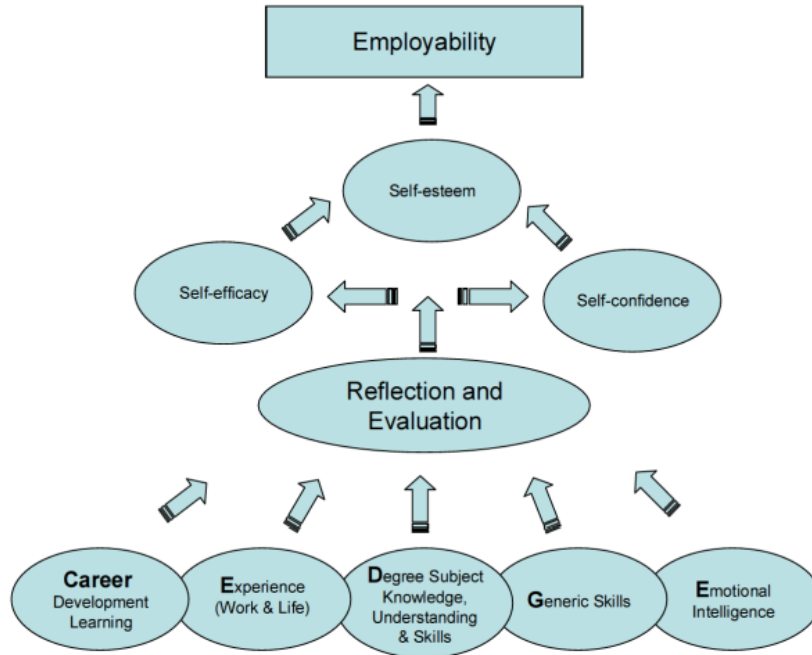 Employability
Self-esteem
Self-efficacy
Self-confidence
Reflection and
Evaluation
Career
Development
Learning
Experience
(Work & Life)
Degree Subject
Knowledge,
Understanding
& Skills
Generic Skills
Emotional
Intelligence